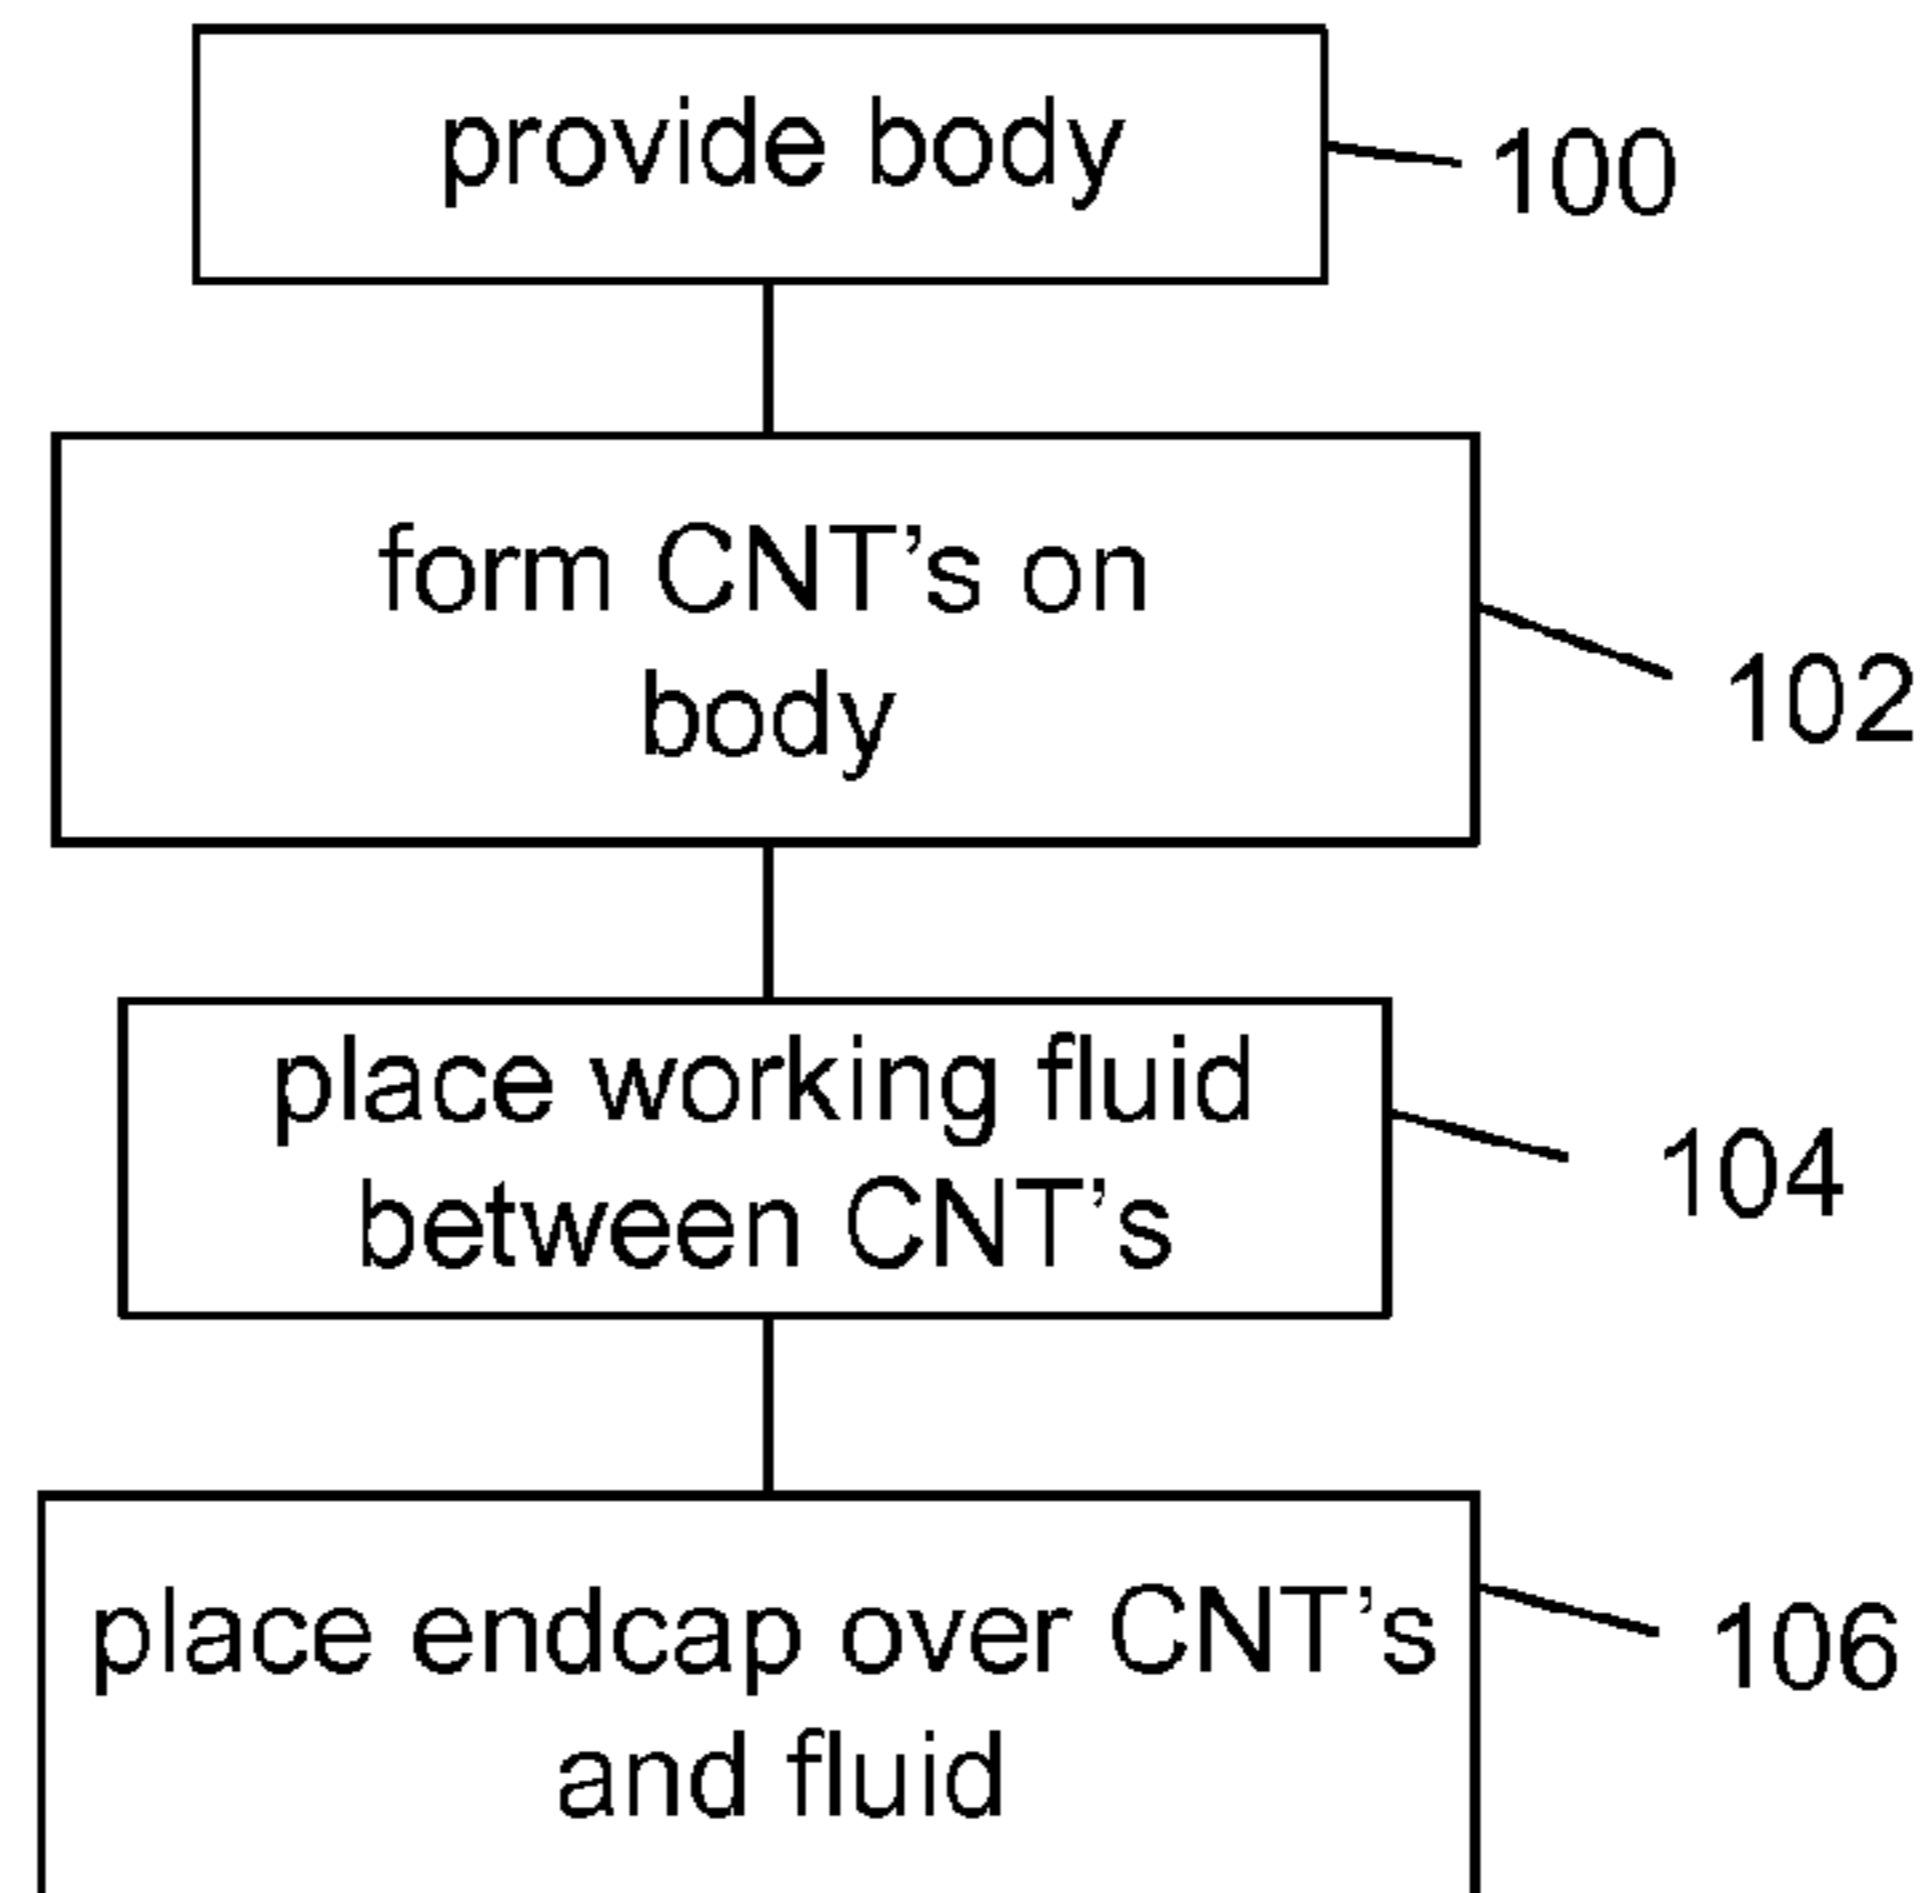 provide body
100
form CNT's on
body
102
place working fluid
between CNT's
104
place endcap over CNT's
and fluid
106